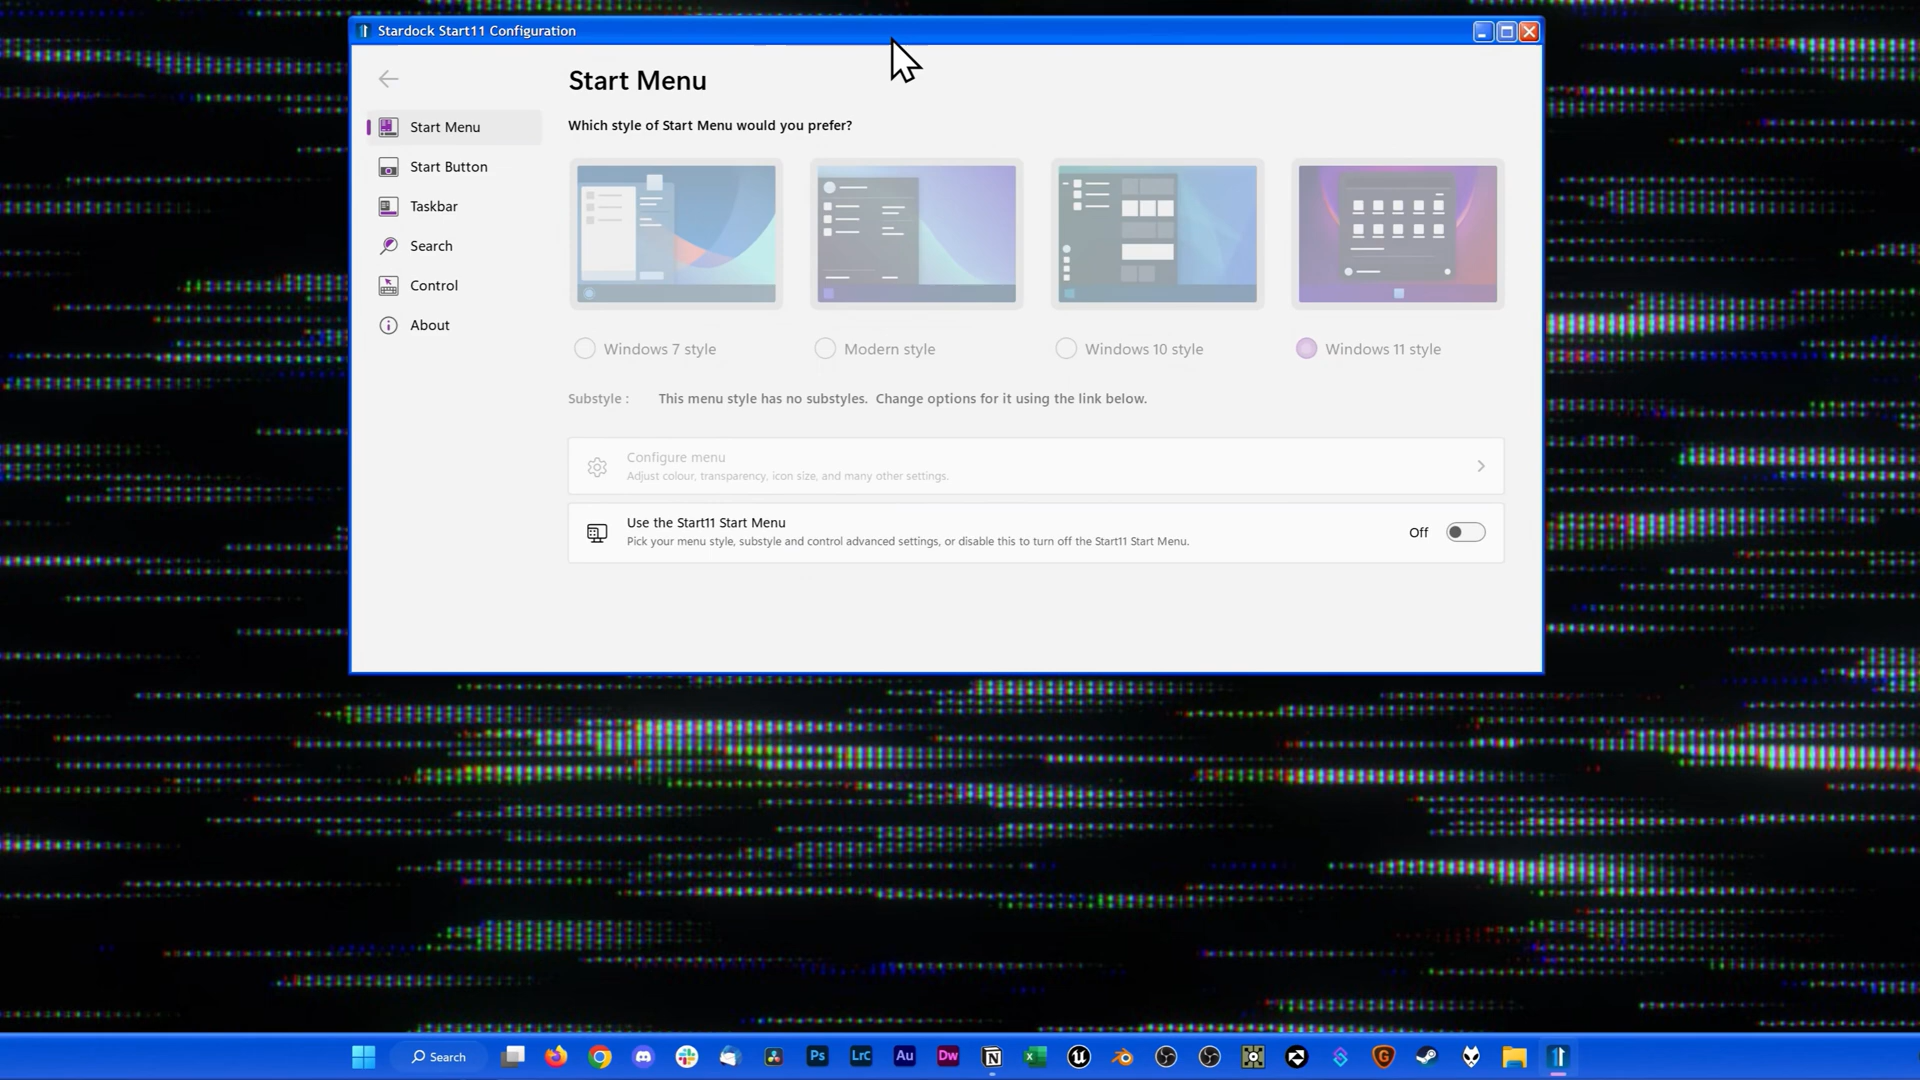 Stardock Start11 Configuration
Start Menu
Which style of Start Menu would you prefer?
Start Menu
Start Button
Taskbar
Search
Control
About
Windows 7 style
Modern style
Windows 10 style
Windows 11 style
Substyle : This menu style has no substyles. Change options for it using the link below.
Configure menu
Adjust colour, transparency, icon size, and many other settings.
Use the Start11 Start Menu
Pick your menu style, substyle and control advanced settings, or disable this to turn off the Start11 Start Menu.
Off
Search
Ps
Lrc
Au
Dw